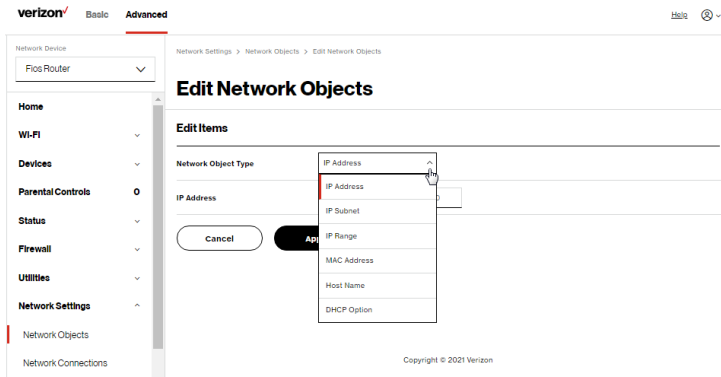 verizon✓ Basic Advanced Help
Network Device
Fios Router
Home
Wi-Fi
Devices
Parental Controls 0
Status
Firewall
Utilities
Network Settings
Network Objects
Network Connections
Network Settings > Network Objects > Edit Network Objects
Edit Network Objects
Edit Items
Network Object Type IP Address
IP Address
IP Subnet
IP Range
MAC Address
Host Name
DHCP Option
IP Address 0
Cancel App
Copyright © 2021 Verizon